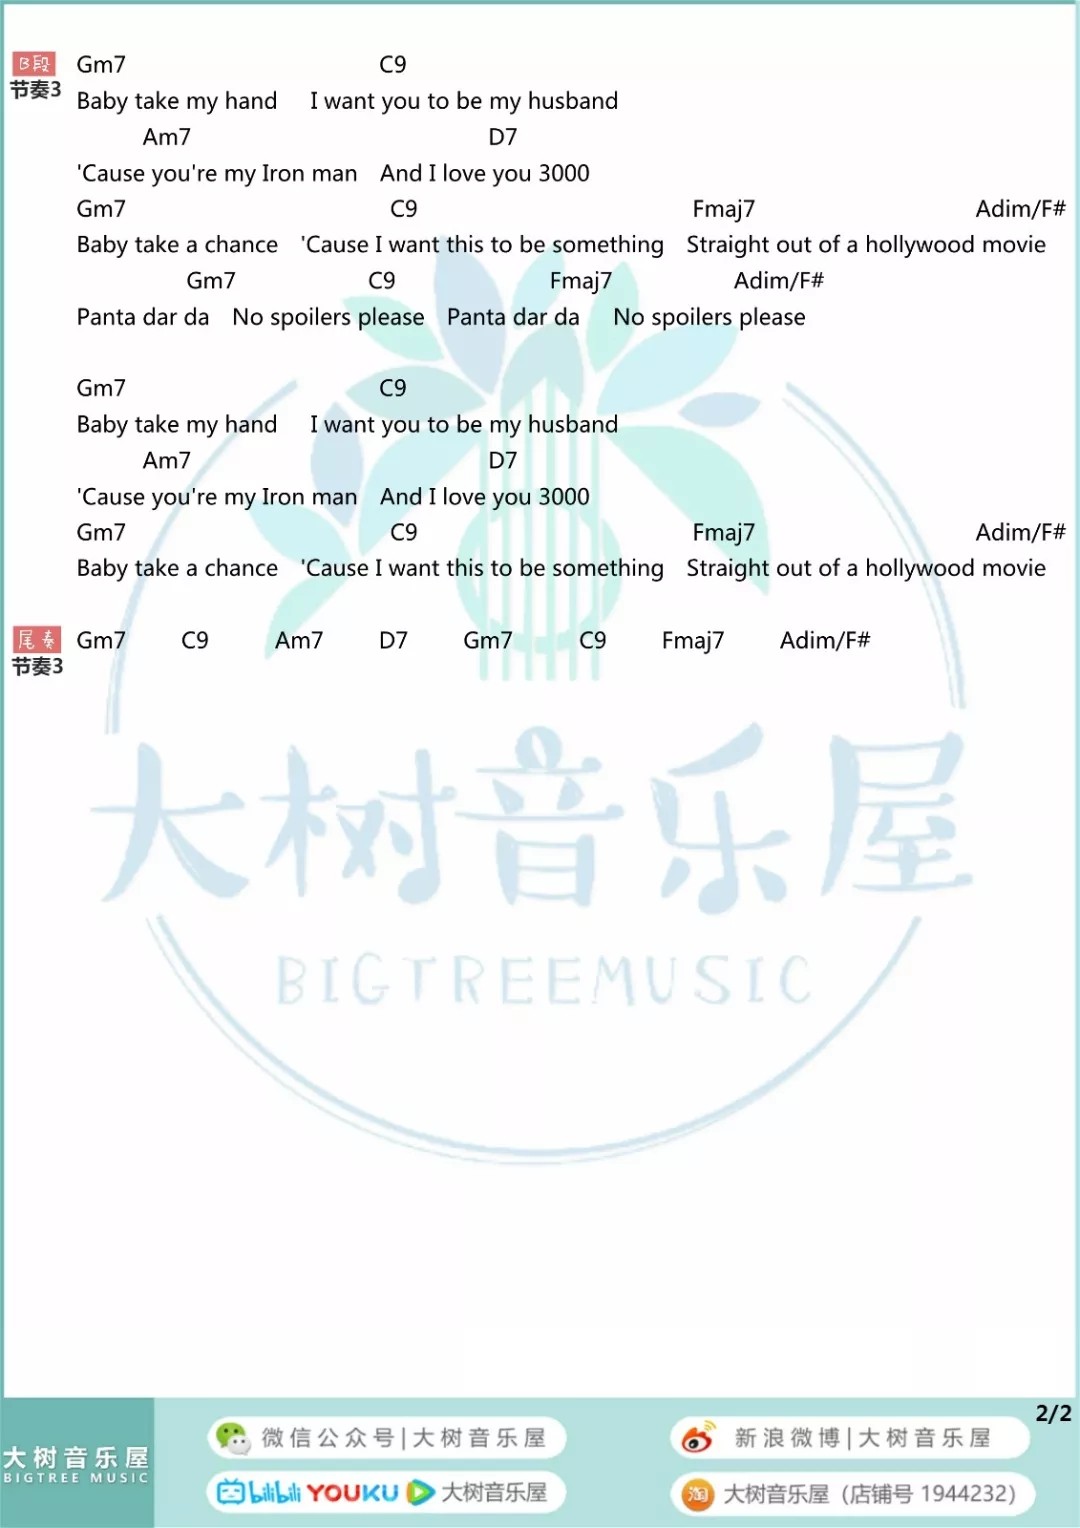 B段 Gm7 C9
节奏3 Baby take my hand I want you to be my husband
Am7 D7
'Cause you're my Iron man And I love you 3000
Gm7 C9 Fmaj7 Adim/F#
Baby take a chance 'Cause I want this to be something Straight out of a hollywood movie
Gm7 C9 Fmaj7 Adim/F#
Panta dar da No spoilers please Panta dar da No spoilers please
Gm7 C9
Baby take my hand I want you to be my husband
Am7 D7
'Cause you're my Iron man And I love you 3000
Gm7 C9 Fmaj7 Adim/F#
Baby take a chance 'Cause I want this to be something Straight out of a hollywood movie
尾奏 Gm7 C9 Am7 D7 Gm7 C9 Fmaj7 Adim/F#
节奏3
大树音乐屋
BIGTREEMUSIC
2/2
大树音乐屋
BIGTREE MUSIC
微信公众号|大树音乐屋
新浪微博|大树音乐屋
bilibili YOUKU 大树音乐屋
淘 大树音乐屋（店铺号 1944232）